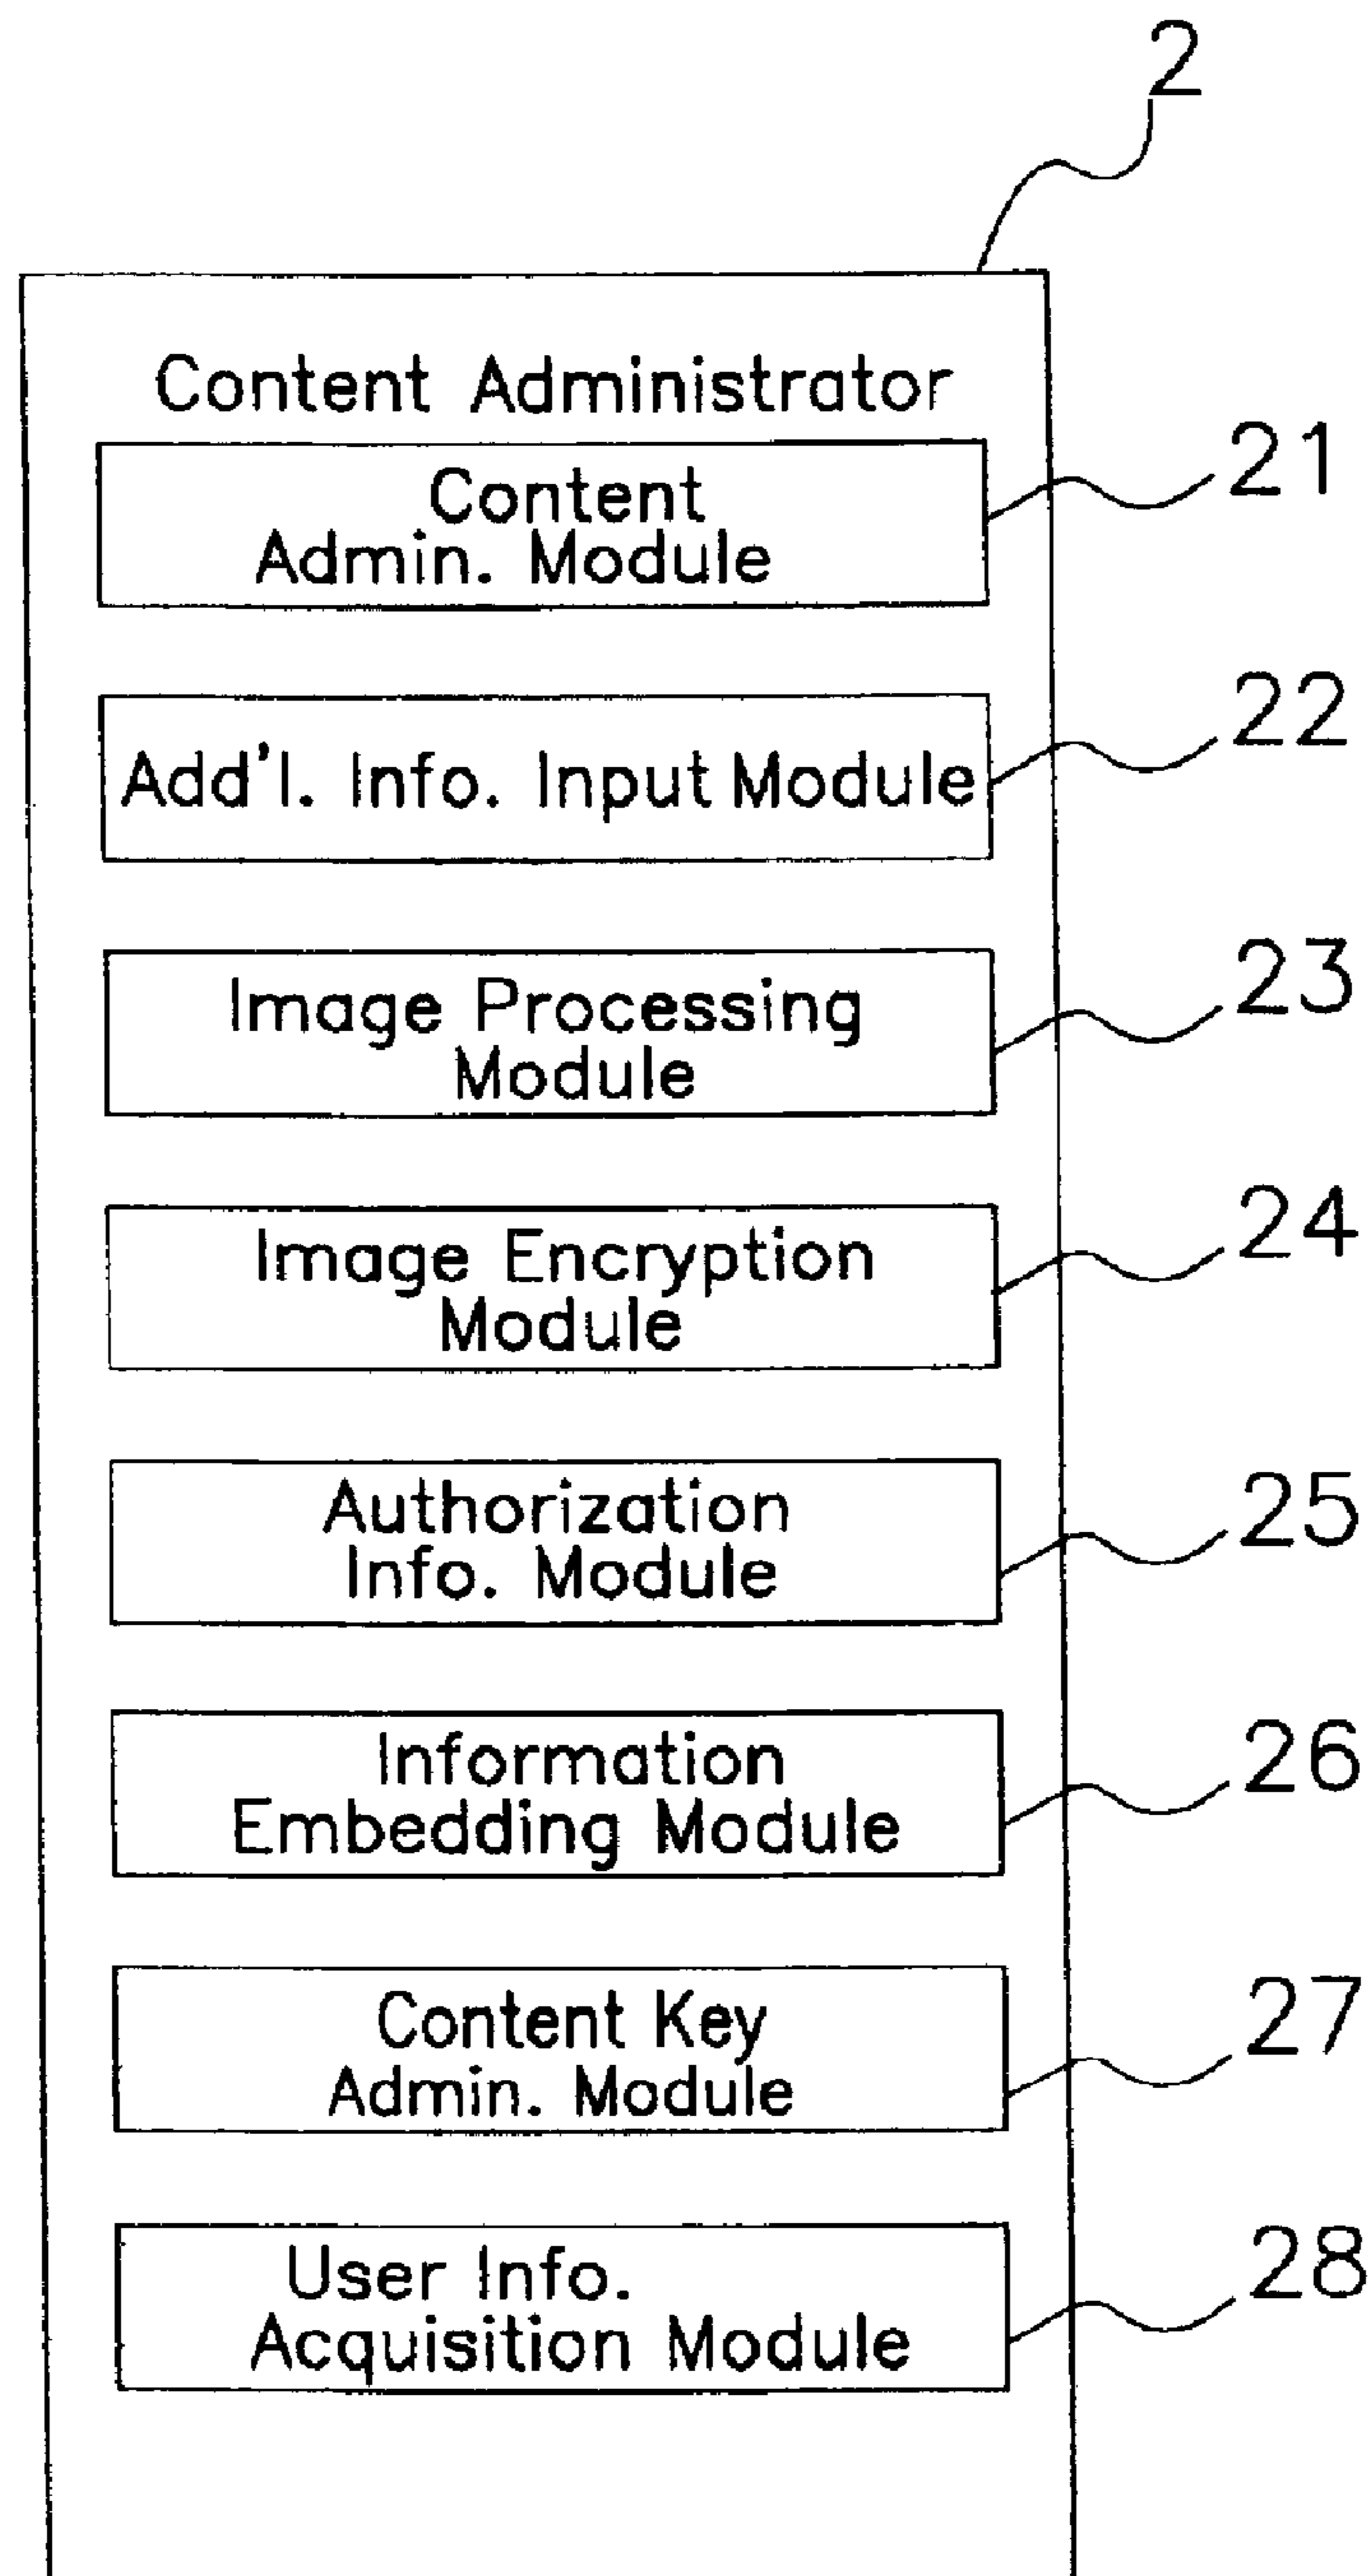 2
Content Administrator
Content
Admin. Module
21
Add'l. Info. Input Module
22
Image Processing
Module
23
Image Encryption
Module
24
Authorization
Info. Module
25
Information
Embedding Module
26
Content Key
Admin. Module
27
User Info.
Acquisition Module
28